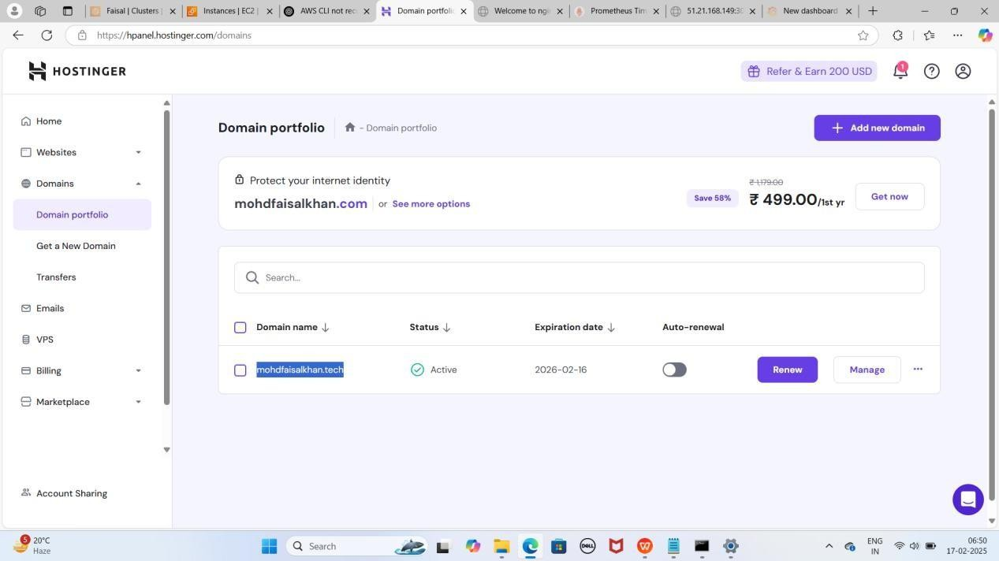 Faisal | Clusters |
Instances | EC2 |
AWS CLI not rec
Domain portfolio
Welcome to ngi
Prometheus Tim
51.21.168.149:30
New dashboard
https://hpanel.hostinger.com/domains
HOSTINGER
Refer & Earn 200 USD
1
Home
Websites
Domains
Domain portfolio
Get a New Domain
Transfers
Emails
VPS
Billing
Marketplace
Account Sharing
Domain portfolio
- Domain portfolio
Add new domain
Protect your internet identity
mohdfaisalkhan.com or See more options
Save 58%
₹ 1,179.00
₹ 499.00/1st yr
Get now
Search...
Domain name Status Expiration date Auto-renewal
mohdfaisalkhan.tech Active 2026-02-16 Renew Manage
5
20°C
Haze
Search
DELL
W
ENG
IN
06:50
17-02-2025